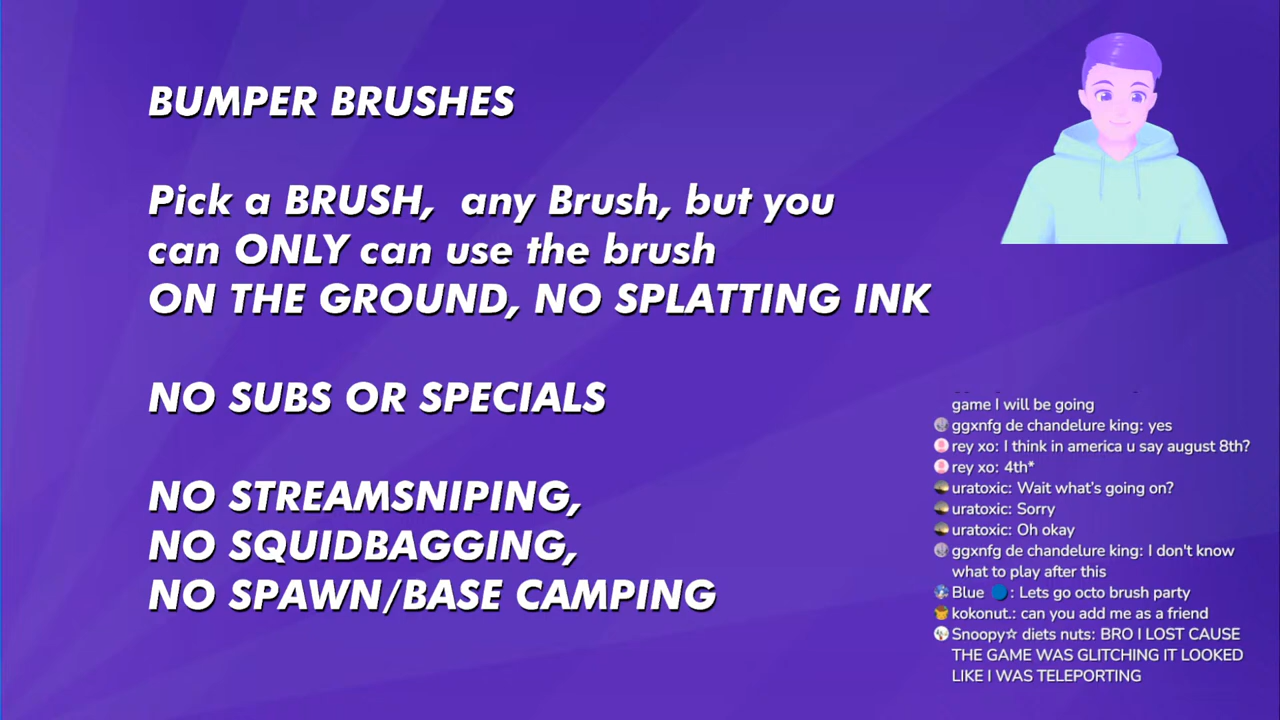 BUMPER BRUSHES
Pick a BRUSH, any Brush, but you
can ONLY can use the brush
ON THE GROUND, NO SPLATTING INK
NO SUBS OR SPECIALS
NO STREAMSNIPING,
NO SQUIDBAGGING,
NO SPAWN/BASE CAMPING
game I will be going
ggxnfg de chandelure king: yes
rey xo: I think in america u say august 8th?
rey xo: 4th*
uratoxic: Wait what's going on?
uratoxic: Sorry
uratoxic: Oh okay
ggxnfg de chandelure king: I don't know
what to play after this
Blue 🔵: Lets go octo brush party
kokonut.: can you add me as a friend
Snoopy☆ diets nuts: BRO I LOST CAUSE
THE GAME WAS GLITCHING IT LOOKED
LIKE I WAS TELEPORTING